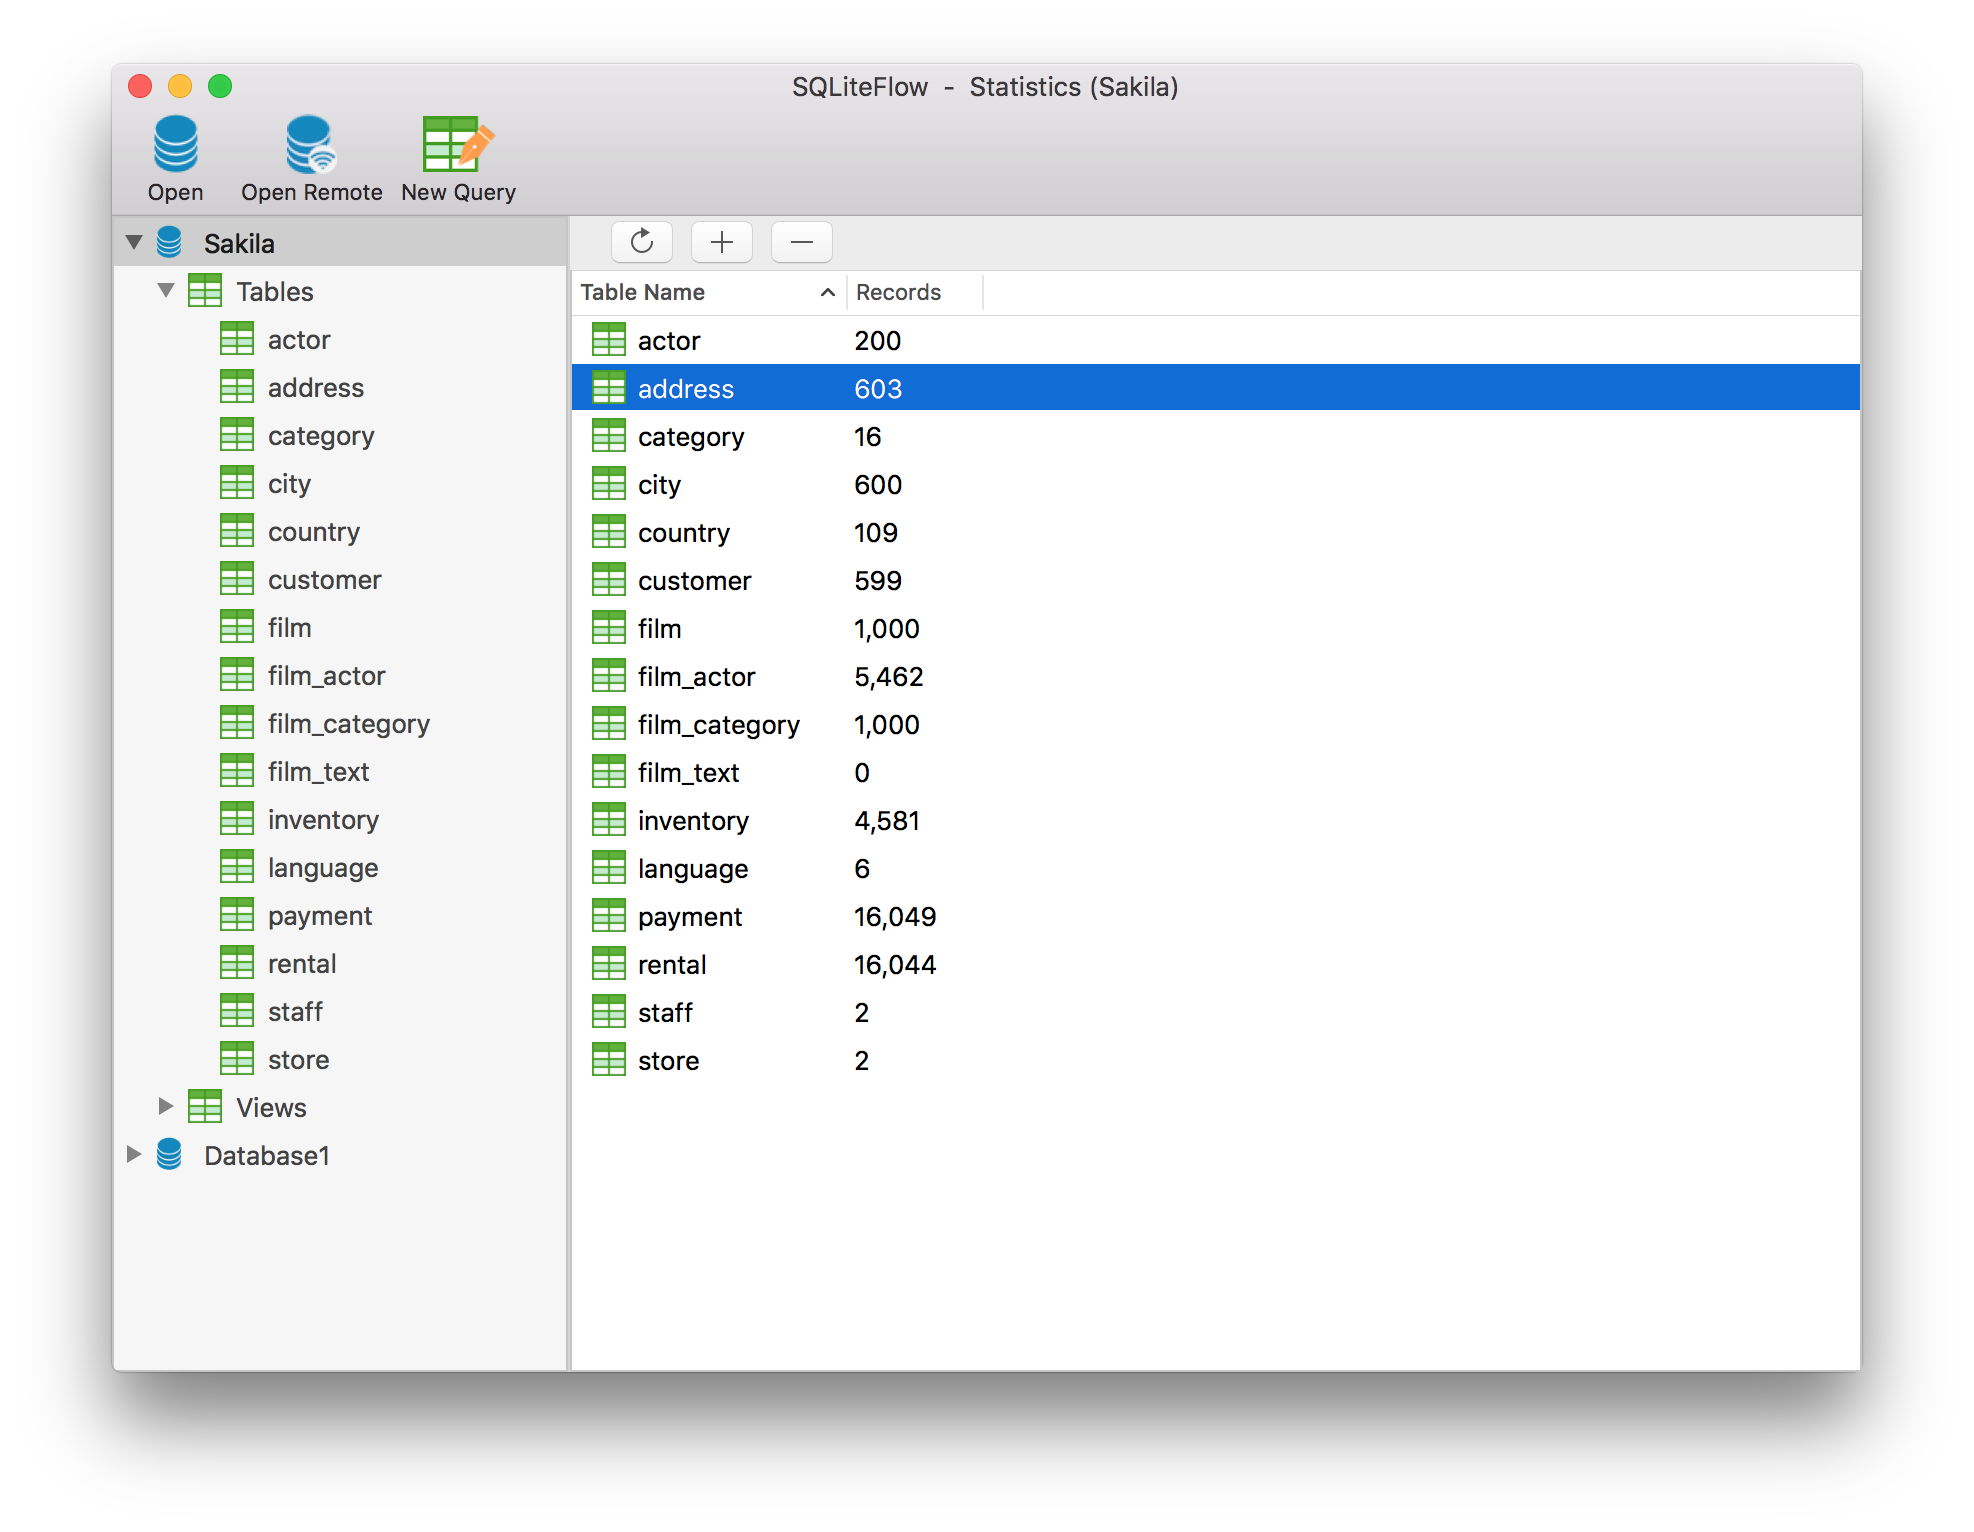 SQLiteFlow - Statistics (Sakila)
Open
Open Remote
New Query
Sakila
Tables
actor
address
category
city
country
customer
film
film_actor
film_category
film_text
inventory
language
payment
rental
staff
store
Views
Database1
Table Name Records
actor 200
address 603
category 16
city 600
country 109
customer 599
film 1,000
film_actor 5,462
film_category 1,000
film_text 0
inventory 4,581
language 6
payment 16,049
rental 16,044
staff 2
store 2